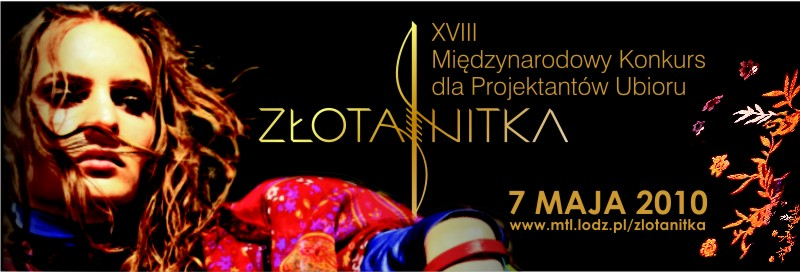 XVIII
Międzynarodowy Konkurs
dla Projektantów Ubioru
ZŁOTA NITKA
7 MAJA 2010
www.mtl.lodz.pl/zlotanitka